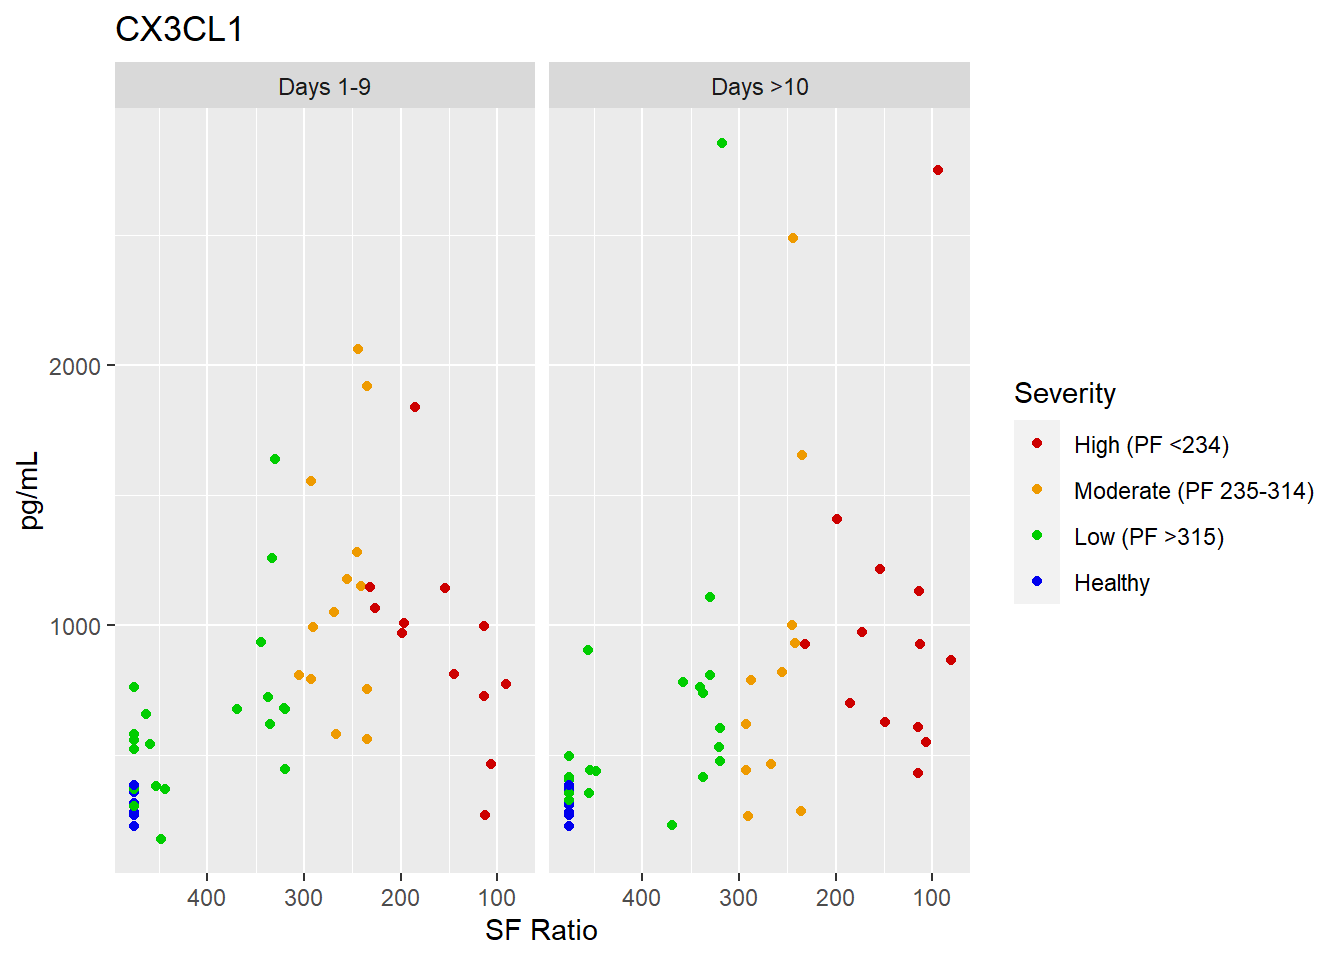 CX3CL1
Days 1-9
Days >10
2000
1000
pg/mL
400 300 200 100
400 300 200 100
SF Ratio
Severity
High (PF <234)
Moderate (PF 235-314)
Low (PF >315)
Healthy